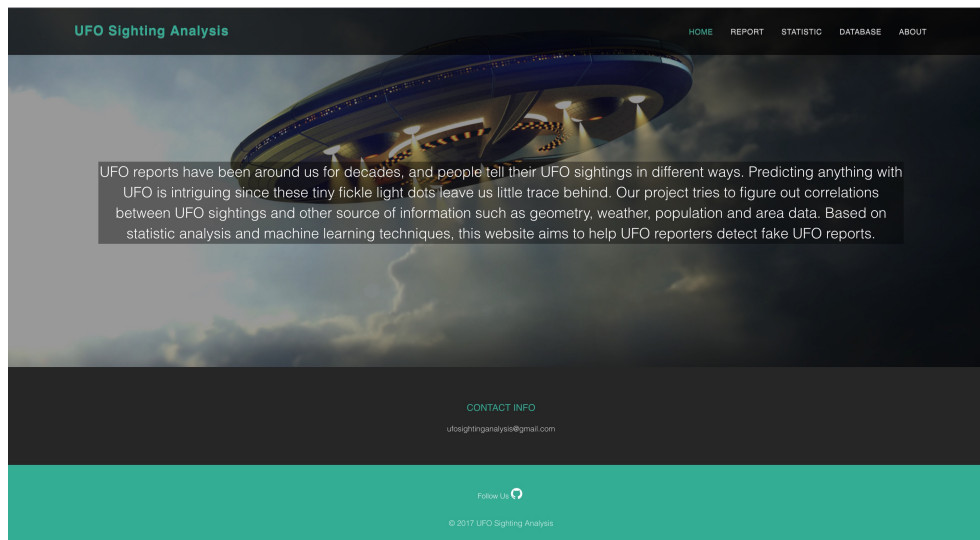 UFO Sighting Analysis
HOME REPORT STATISTIC DATABASE ABOUT
UFO reports have been around us for decades, and people tell their UFO sightings in different ways. Predicting anything with
UFO is intriguing since these tiny fickle light dots leave us little trace behind. Our project tries to figure out correlations
between UFO sightings and other source of information such as geometry, weather, population and area data. Based on
statistic analysis and machine learning techniques, this website aims to help UFO reporters detect fake UFO reports.
CONTACT INFO
ufosightinganalysis@gmail.com
Follow Us
© 2017 UFO Sighting Analysis